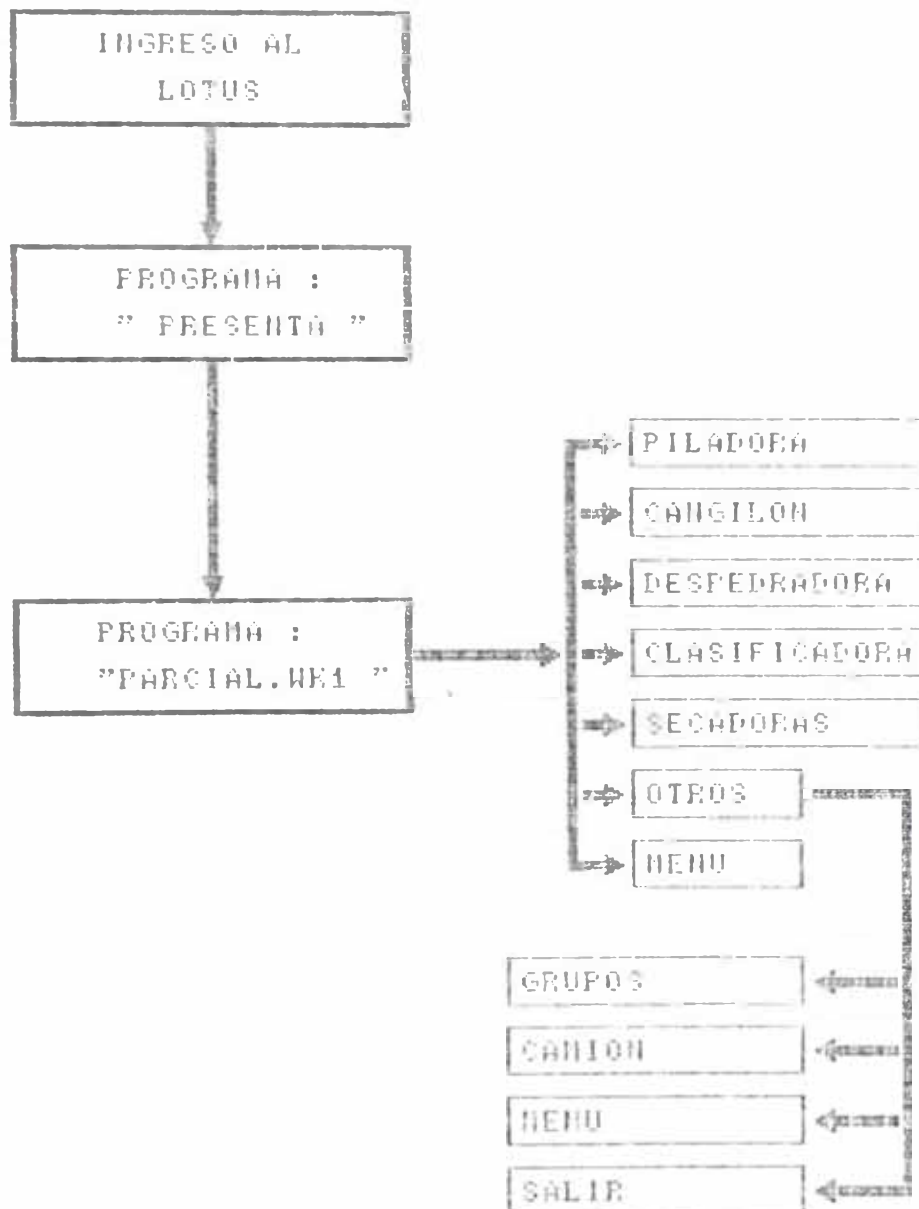 INGRESO AL
LOTUS
PROGRAMA :
" PRESENTA "
PROGRAMA :
"PARCIAL.WK1 "
PILADORA
CANGILON
DESPEDRADORA
CLASIFICADORA
SECADORAS
OTROS
MENU
GRUPOS
CAMION
MENU
SALIR